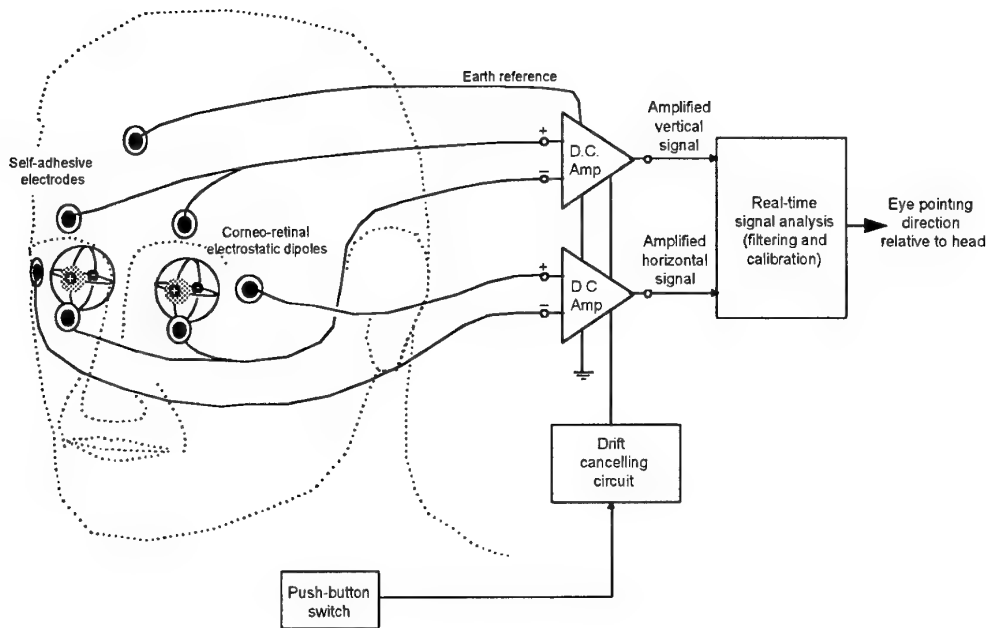 Earth reference
Self-adhesive
electrodes
Corneo-retinal
electrostatic dipoles
+
−
D.C.
Amp
+
−
D C
Amp
Amplified
vertical
signal
Amplified
horizontal
signal
Real-time
signal analysis
(filtering and
calibration)
Eye pointing
direction
relative to head
Drift
cancelling
circuit
Push-button
switch